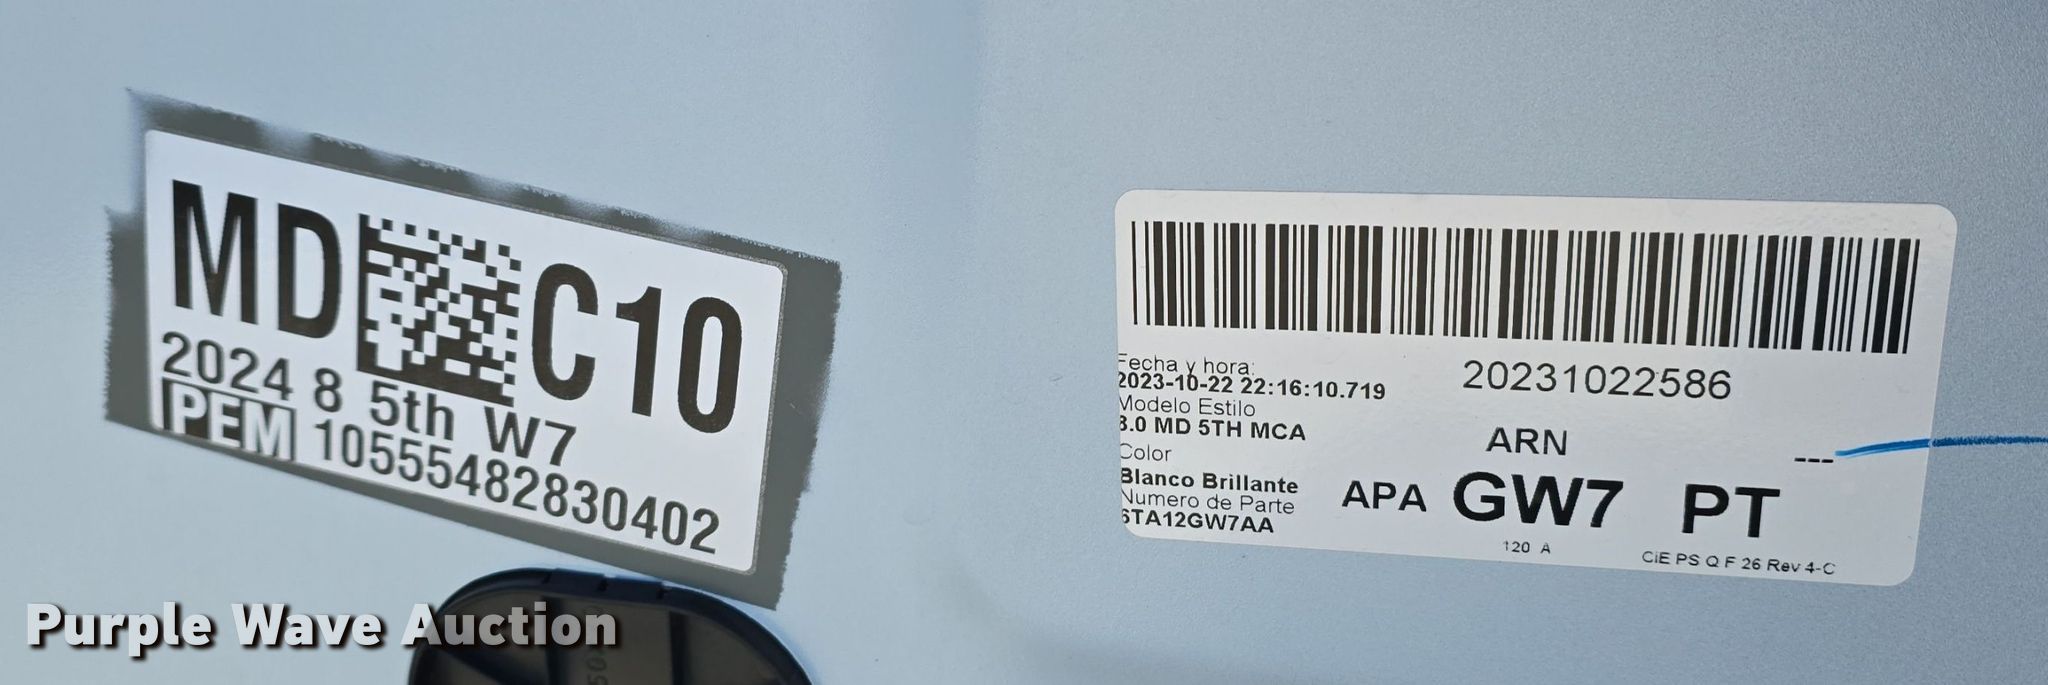 MD C10
2024 8 5th W7
PEM 10555482830402
20231022586
Fecha y hora:
2023-10-22 22:16:10.719
Modelo Estilo
3.0 MD 5TH MCA
Color
Blanco Brillante
Numero de Parte
6TA12GW7AA
ARN ---
APA GW7 PT
120 A
CiE PS Q F 26 Rev 4-C
Purple Wave Auction